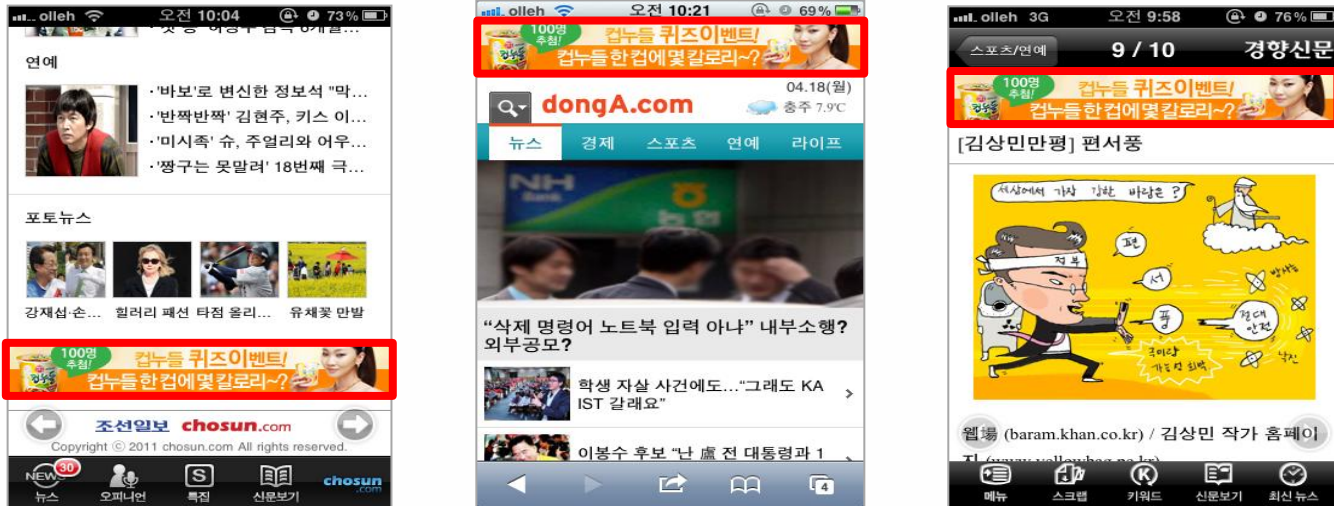 olleh 오전 10:04 73%
연예
·'바보'로 변신한 정보석 "막...
·'반짝반짝' 김현주, 키스 이...
·'미시족' 슈, 주얼리와 어우...
·'짱구는 못말려' 18번째 극...
포토뉴스
강재섭·손... 힐러리 패션 타점 올리... 유채꽃 만발
100명 추첨! 컵누들 퀴즈이벤트!
컵누들 한 컵에 몇 칼로리~?
조선일보 chosun.com
Copyright ⓒ 2011 chosun.com All rights reserved.
NEWS 30
뉴스 오피니언 특집 신문보기 chosun.com
olleh 오전 10:21 69%
100명 추첨! 컵누들 퀴즈이벤트!
컵누들 한 컵에 몇 칼로리~?
04.18(월)
dongA.com 충주 7.9℃
뉴스 경제 스포츠 연예 라이프
NH
Bank 농협
“삭제 명령어 노트북 입력 아냐” 내부소행?
외부공모?
학생 자살 사건에도...“그래도 KA
IST 갈래요”
이봉수 후보 “난 盧 전 대통령과 1
4
olleh 3G 오전 9:58 76%
스포츠/연예 9 / 10 경향신문
100명 추첨! 컵누들 퀴즈이벤트!
컵누들 한 컵에 몇 칼로리~?
[김상민만평] 편서풍
세상에서 가장 강한 바람은?
정부
편
서
풍
절대
안전
방사능
낙진
웹場 (baram.khan.co.kr) / 김상민 작가 홈페이
메뉴 스크랩 키워드 신문보기 최신 뉴스